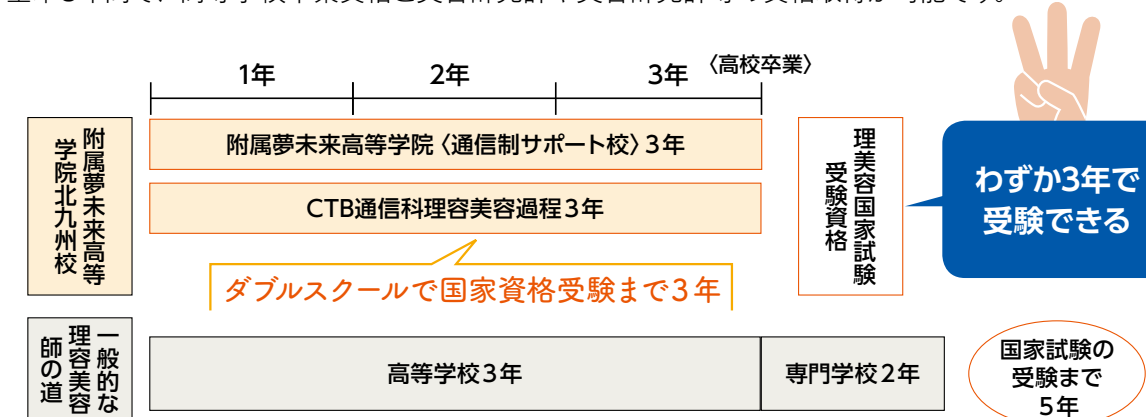 1年
2年
3年
〈高校卒業〉
附属夢未来高等
学院北九州校
附属夢未来高等学院〈通信制サポート校〉3年
CTB通信科理容美容過程3年
ダブルスクールで国家資格受験まで3年
理美容国家試験
受験資格
わずか3年で
受験できる
一般的な
理容美容
師の道
高等学校3年
専門学校2年
国家試験の
受験まで
5年